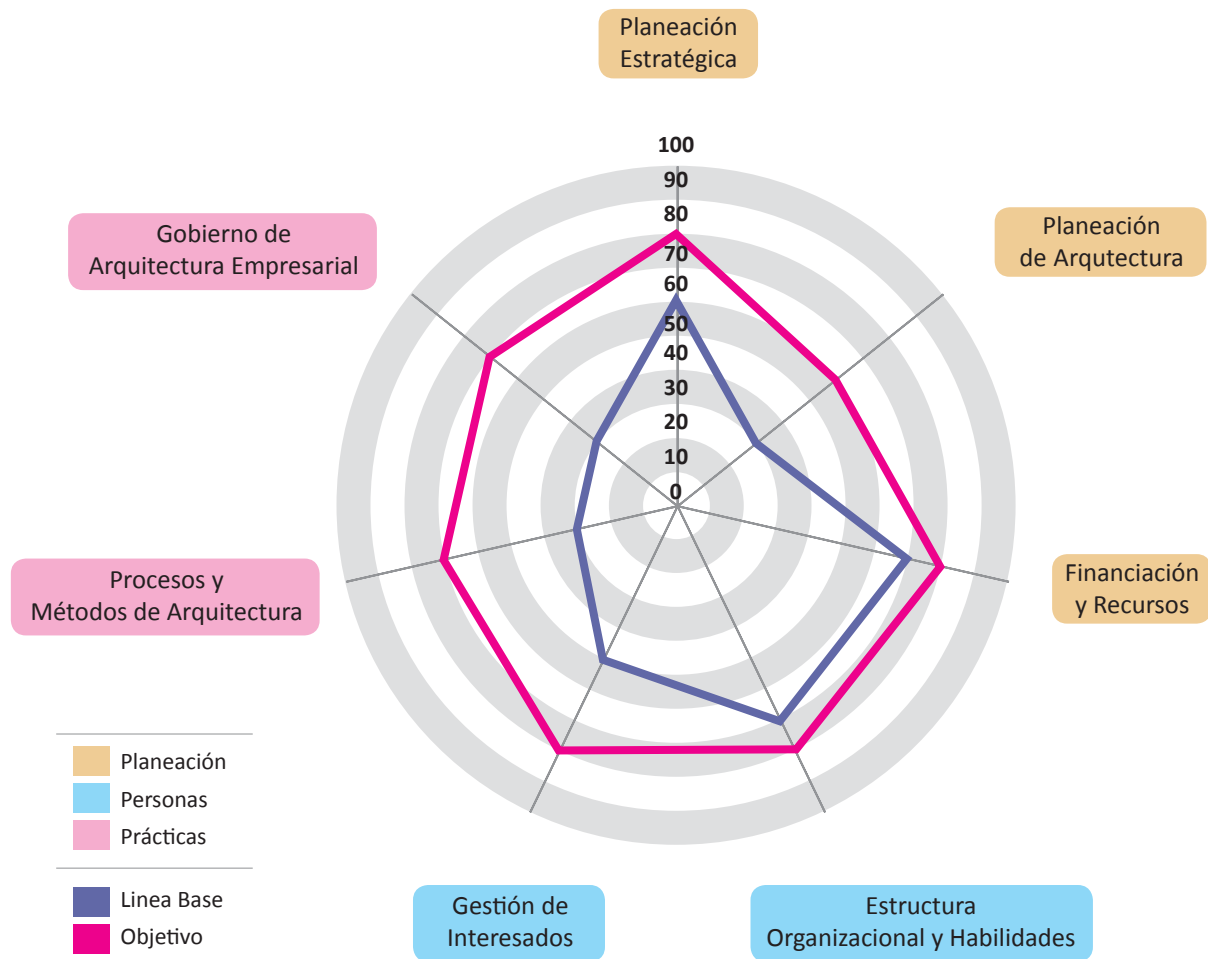 Planeación
Estratégica
100
90
80
70
60
50
40
30
20
10
0
Gobierno de
Arquitectura Empresarial
Planeación
de Arqutectura
Procesos y
Métodos de Arquitectura
Financiación
y Recursos
Gestión de
Interesados
Estructura
Organizacional y Habilidades
Planeación
Personas
Prácticas
Linea Base
Objetivo